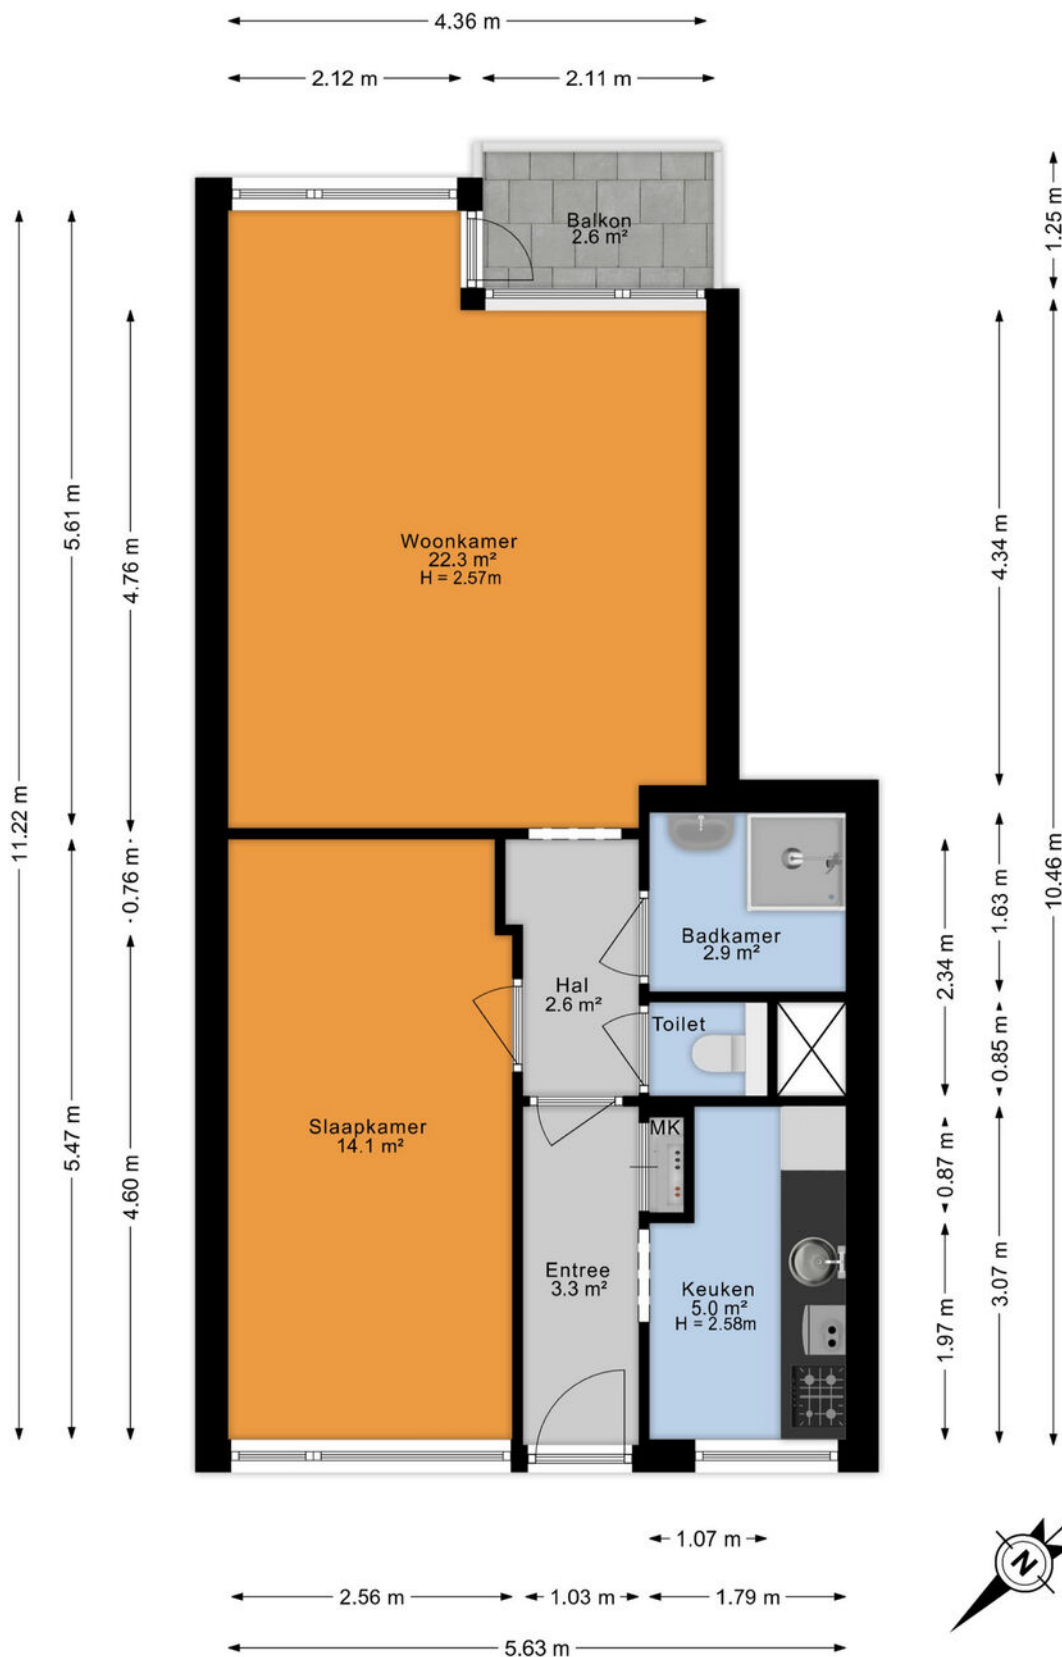 4.36 m
2.12 m
2.11 m
1.25 m
Balkon
2.6 m²
11.22 m
5.61 m
4.76 m
Woonkamer
22.3 m²
H = 2.57m
4.34 m
10.46 m
0.76 m
1.63 m
2.34 m
Badkamer
2.9 m²
Hal
2.6 m²
Toilet
0.85 m
5.47 m
4.60 m
Slaapkamer
14.1 m²
MK
0.87 m
3.07 m
1.97 m
Entree
3.3 m²
Keuken
5.0 m²
H = 2.58m
1.07 m
N
2.56 m
1.03 m
1.79 m
5.63 m